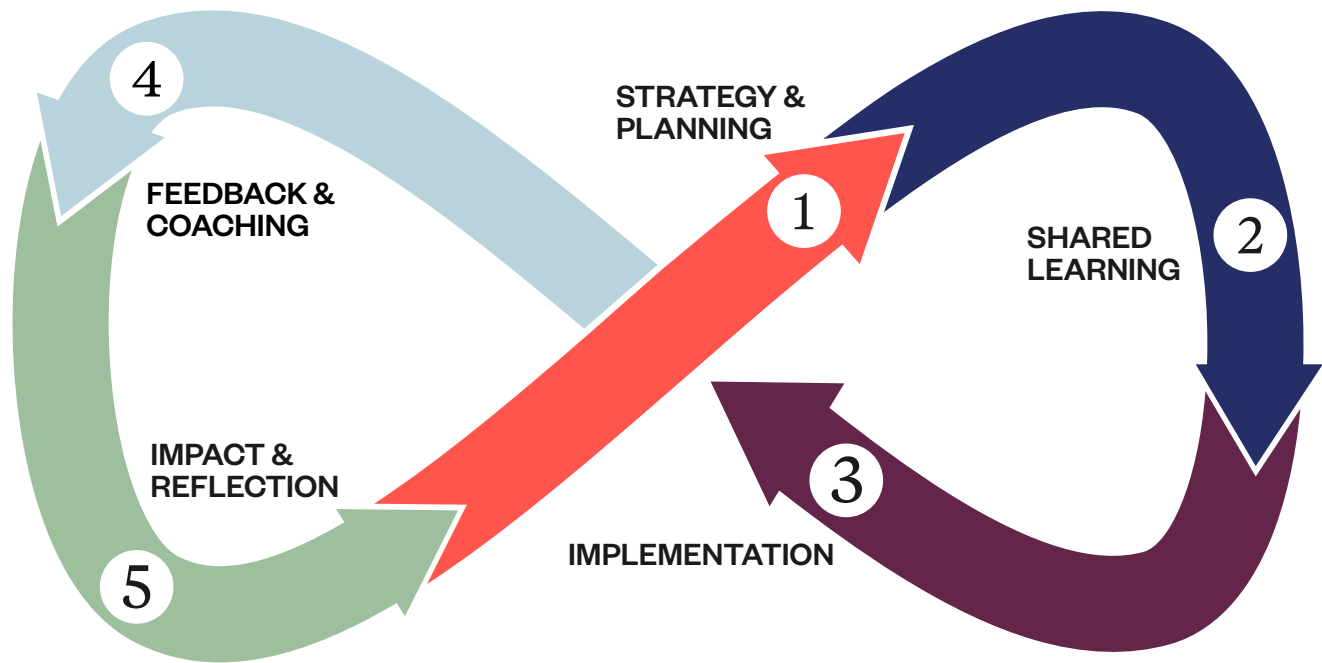 1
STRATEGY &
PLANNING
2
SHARED
LEARNING
3
IMPLEMENTATION
4
FEEDBACK &
COACHING
5
IMPACT &
REFLECTION